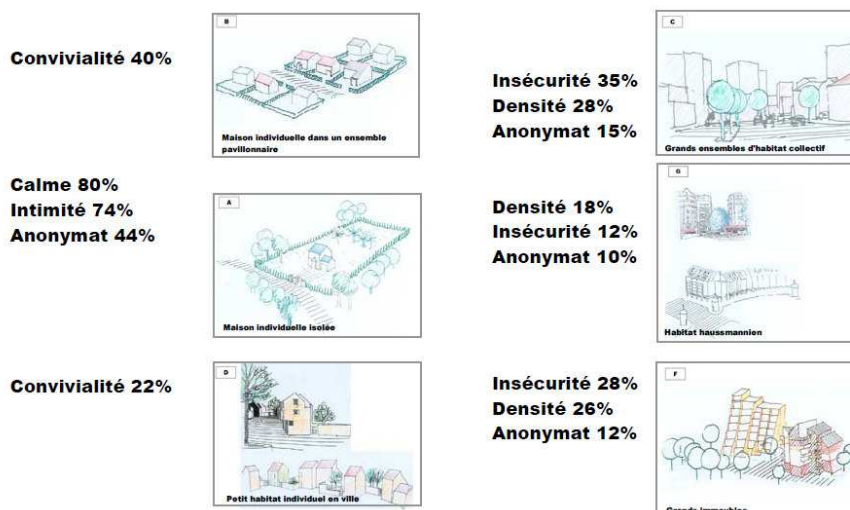 Convivialité 40%
B
Maison individuelle dans un ensemble
pavillonnaire
Calme 80%
Intimité 74%
Anonymat 44%
A
Maison individuelle isolée
Convivialité 22%
D
Petit habitat individuel en ville
C
Insécurité 35%
Densité 28%
Anonymat 15%
Grands ensembles d'habitat collectif
G
Densité 18%
Insécurité 12%
Anonymat 10%
Habitat haussmannien
F
Insécurité 28%
Densité 26%
Anonymat 12%
Grands immeubles